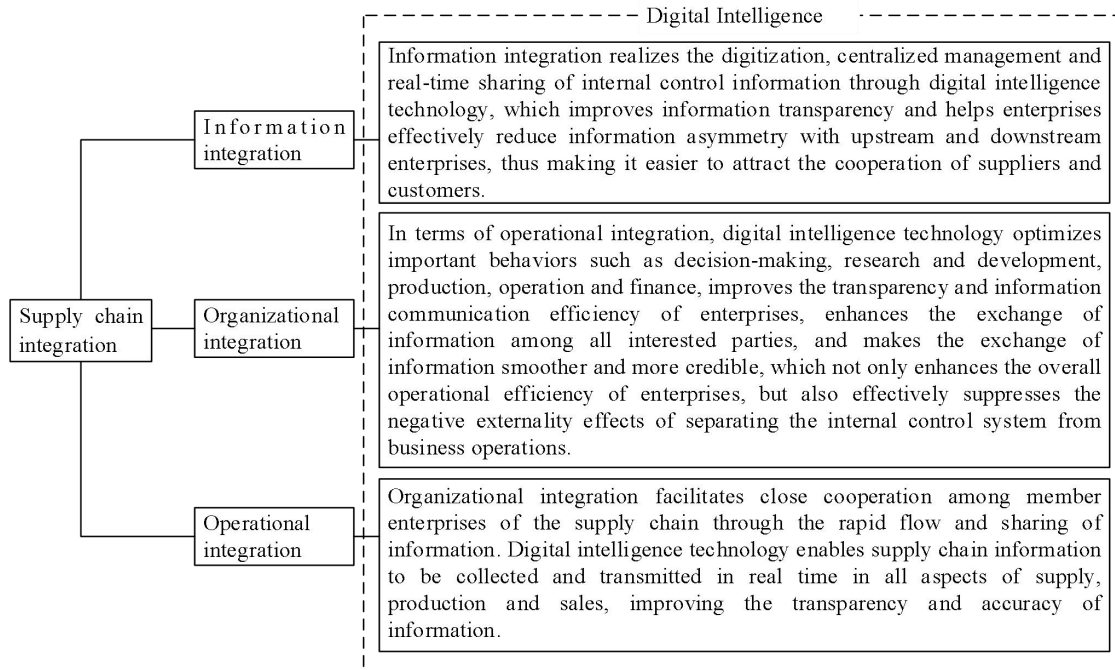 Digital Intelligence
Information integration realizes the digitization, centralized management and
real-time sharing of internal control information through digital intelligence
technology, which improves information transparency and helps enterprises
effectively reduce information asymmetry with upstream and downstream
enterprises, thus making it easier to attract the cooperation of suppliers and
customers.
Information
integration
In terms of operational integration, digital intelligence technology optimizes
important behaviors such as decision-making, research and development,
production, operation and finance, improves the transparency and information
communication efficiency of enterprises, enhances the exchange of
information among all interested parties, and makes the exchange of
information smoother and more credible, which not only enhances the overall
operational efficiency of enterprises, but also effectively suppresses the
negative externality effects of separating the internal control system from
business operations.
Supply chain
integration
Organizational
integration
Organizational integration facilitates close cooperation among member
enterprises of the supply chain through the rapid flow and sharing of
information. Digital intelligence technology enables supply chain information
to be collected and transmitted in real time in all aspects of supply,
production and sales, improving the transparency and accuracy of
information.
Operational
integration